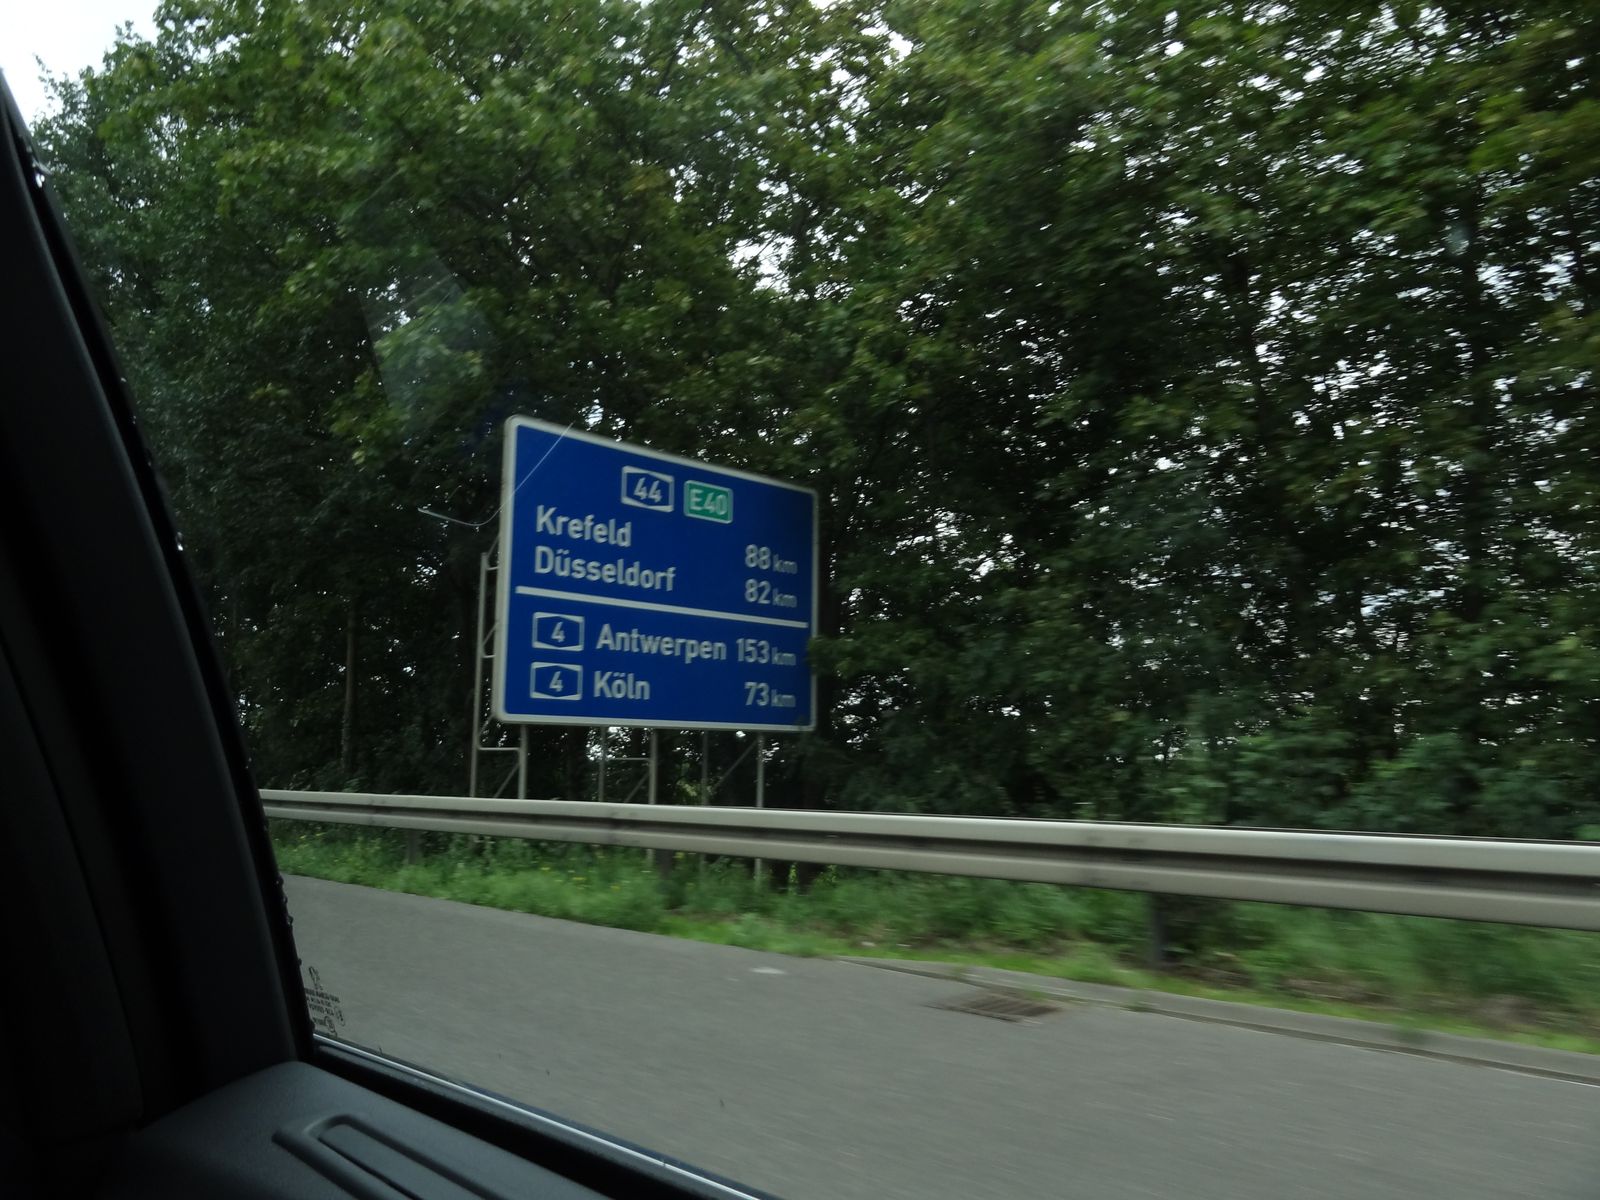 44 E40
Krefeld 88 km
Düsseldorf 82 km
4 Antwerpen 153 km
4 Köln 73 km